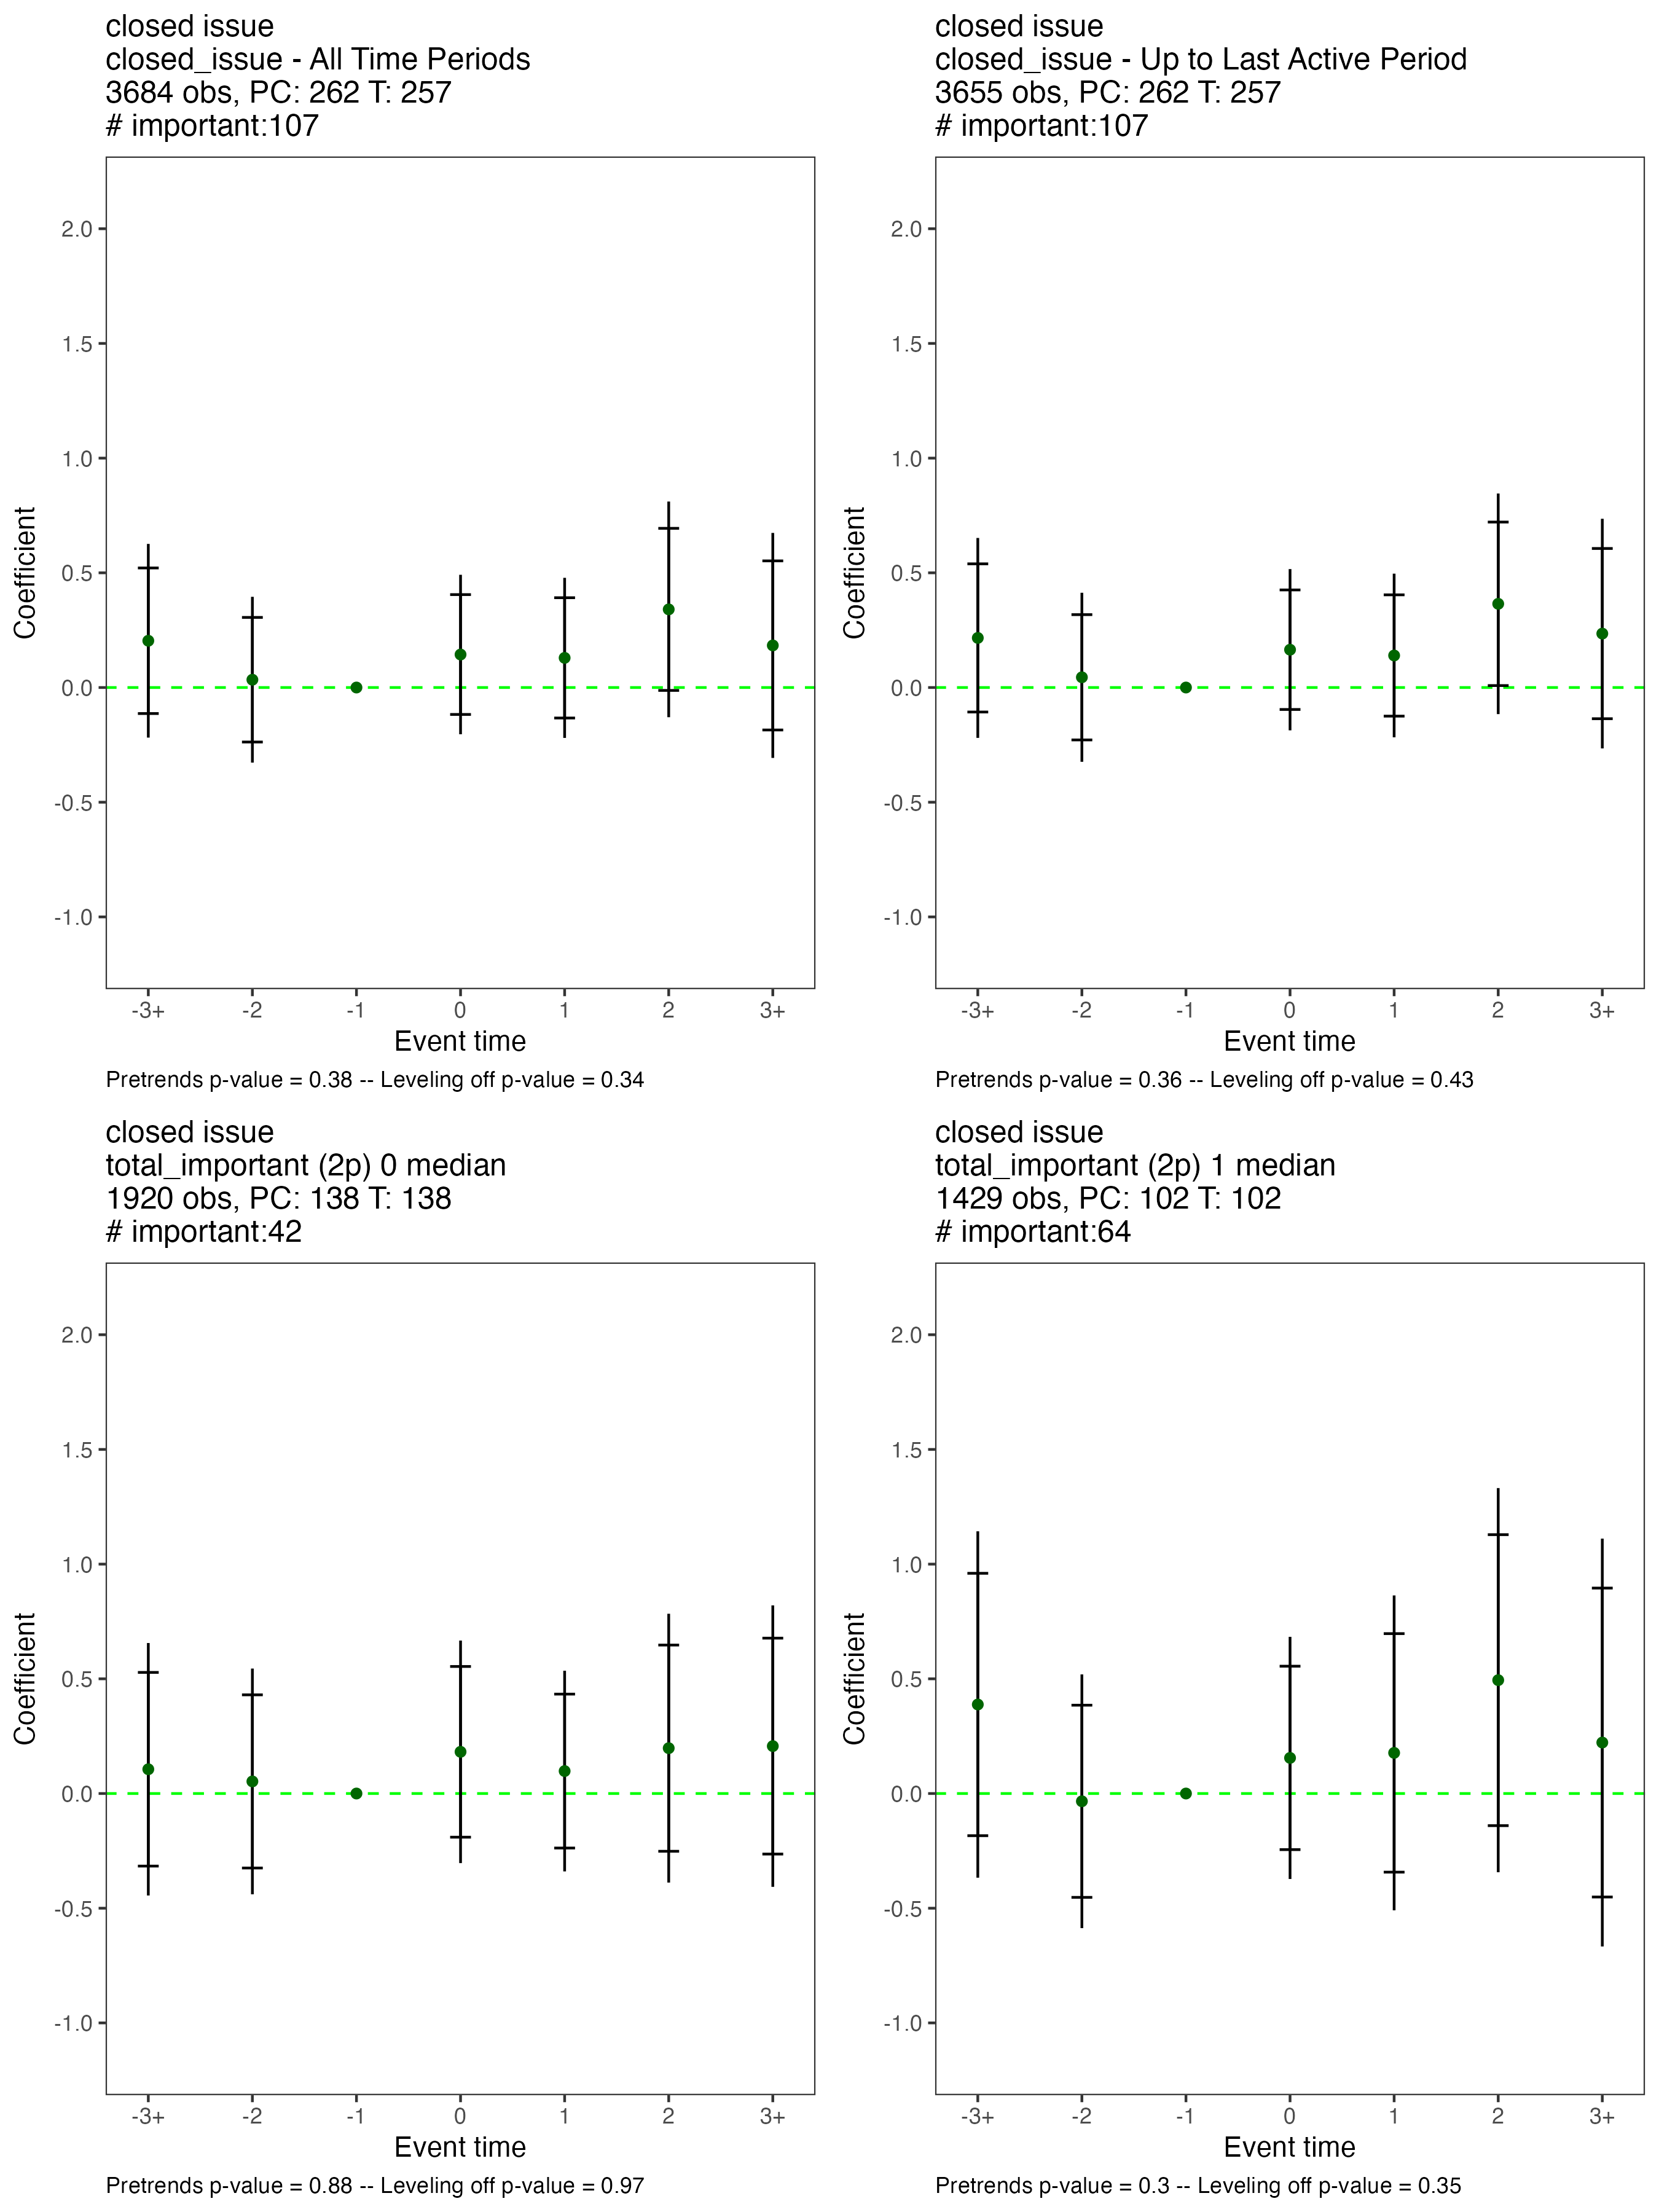 closed issue
closed_issue - All Time Periods
3684 obs, PC: 262 T: 257
# important:107
2.0
1.5
1.0
0.5
0.0
-0.5
-1.0
Coefficient
-3+ -2 -1 0 1 2 3+
Event time
Pretrends p-value = 0.38 -- Leveling off p-value = 0.34
closed issue
closed_issue - Up to Last Active Period
3655 obs, PC: 262 T: 257
# important:107
2.0
1.5
1.0
0.5
0.0
-0.5
-1.0
Coefficient
-3+ -2 -1 0 1 2 3+
Event time
Pretrends p-value = 0.36 -- Leveling off p-value = 0.43
closed issue
total_important (2p) 0 median
1920 obs, PC: 138 T: 138
# important:42
2.0
1.5
1.0
0.5
0.0
-0.5
-1.0
Coefficient
-3+ -2 -1 0 1 2 3+
Event time
Pretrends p-value = 0.88 -- Leveling off p-value = 0.97
closed issue
total_important (2p) 1 median
1429 obs, PC: 102 T: 102
# important:64
2.0
1.5
1.0
0.5
0.0
-0.5
-1.0
Coefficient
-3+ -2 -1 0 1 2 3+
Event time
Pretrends p-value = 0.3 -- Leveling off p-value = 0.35